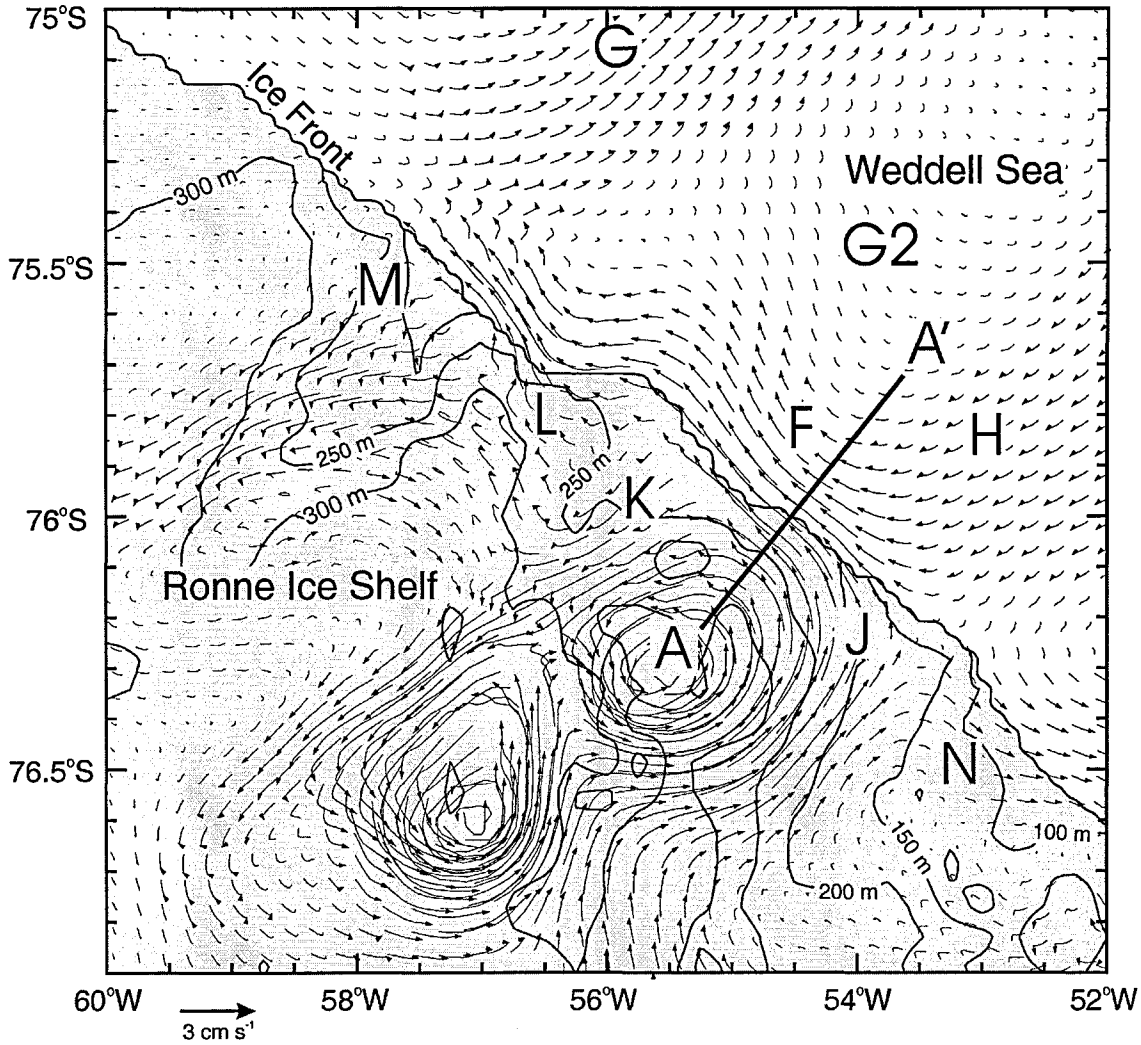 75°S
G
Ice Front
Weddell Sea
300 m
G2
75.5°S
M
A'
L
F
H
250 m
250 m
K
300 m
76°S
Ronne Ice Shelf
A
J
76.5°S
N
150 m
100 m
200 m
60°W
58°W
56°W
54°W
52°W
3 cm s⁻¹